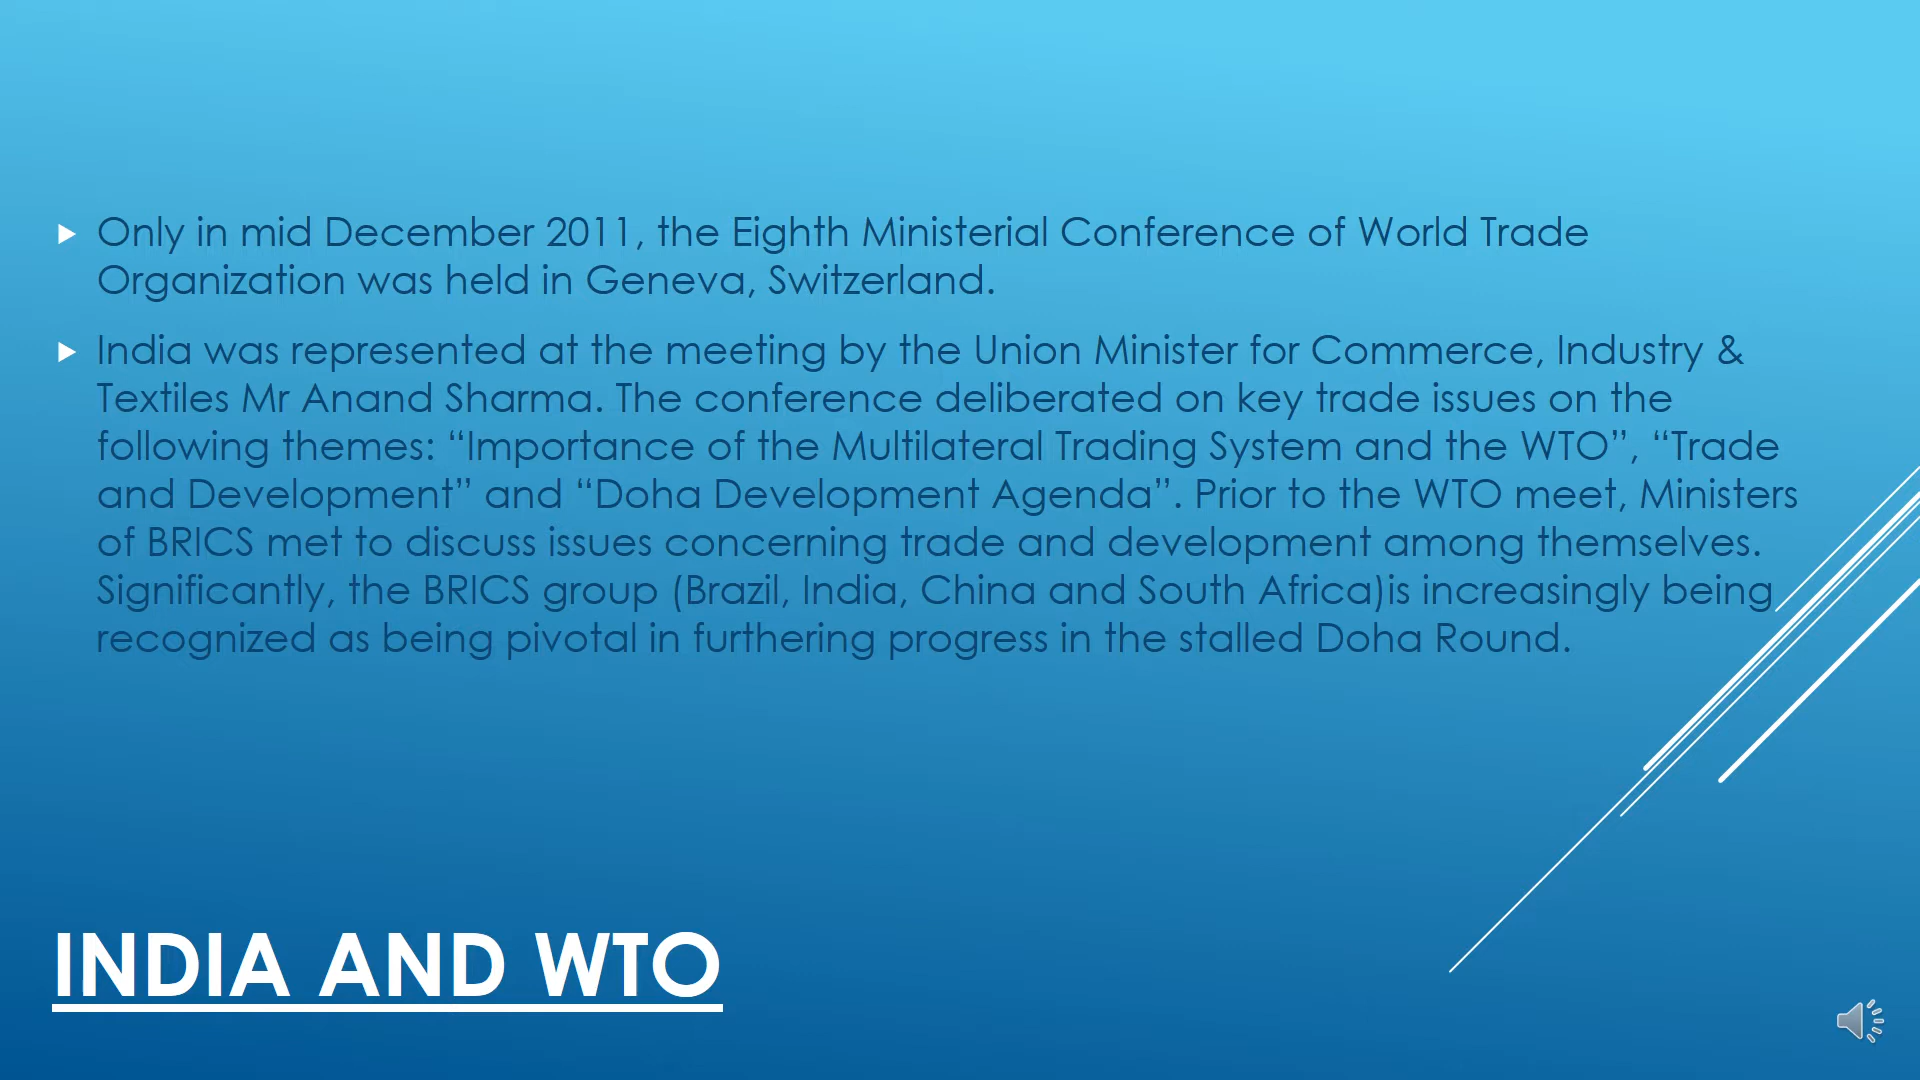 Only in mid December 2011, the Eighth Ministerial Conference of World Trade
Organization was held in Geneva, Switzerland.
India was represented at the meeting by the Union Minister for Commerce, Industry &
Textiles Mr Anand Sharma. The conference deliberated on key trade issues on the
following themes: “Importance of the Multilateral Trading System and the WTO”, “Trade
and Development” and “Doha Development Agenda”. Prior to the WTO meet, Ministers
of BRICS met to discuss issues concerning trade and development among themselves.
Significantly, the BRICS group (Brazil, India, China and South Africa)is increasingly being
recognized as being pivotal in furthering progress in the stalled Doha Round.
INDIA AND WTO